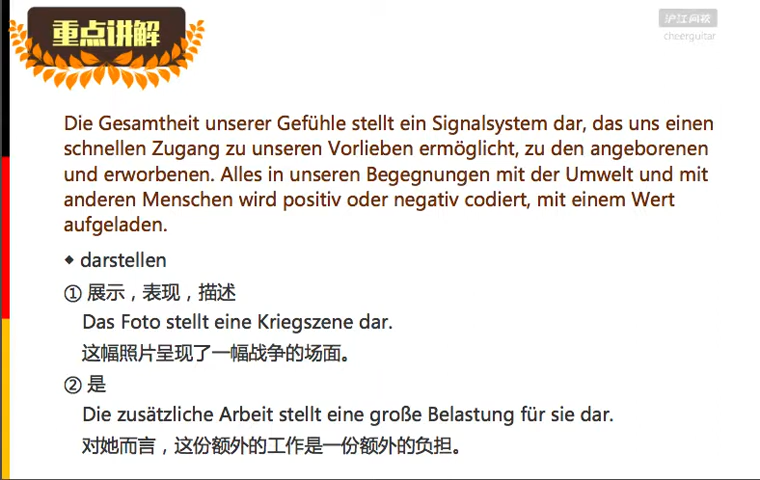 重点讲解
沪江网校
cheerguitar
Die Gesamtheit unserer Gefühle stellt ein Signalsystem dar, das uns einen
schnellen Zugang zu unseren Vorlieben ermöglicht, zu den angeborenen
und erworbenen. Alles in unseren Begegnungen mit der Umwelt und mit
anderen Menschen wird positiv oder negativ codiert, mit einem Wert
aufgeladen.
◆ darstellen
① 展示，表现，描述
Das Foto stellt eine Kriegszene dar.
这幅照片呈现了一幅战争的场面。
② 是
Die zusätzliche Arbeit stellt eine große Belastung für sie dar.
对她而言，这份额外的工作是一份额外的负担。